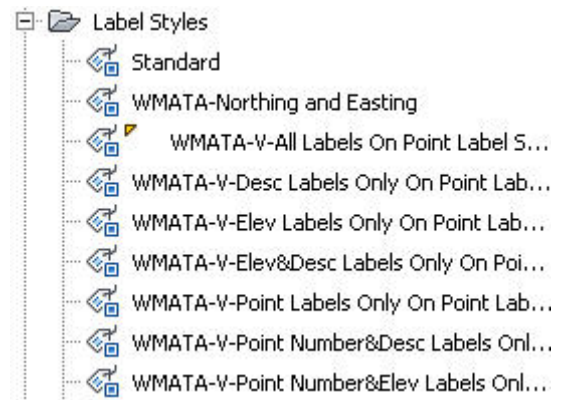 Label Styles
Standard
WMATA-Northing and Easting
WMATA-V-All Labels On Point Label S...
WMATA-V-Desc Labels Only On Point Lab...
WMATA-V-Elev Labels Only On Point Lab...
WMATA-V-Elev&Desc Labels Only On Poi...
WMATA-V-Point Labels Only On Point Lab...
WMATA-V-Point Number&Desc Labels Onl...
WMATA-V-Point Number&Elev Labels Onl...